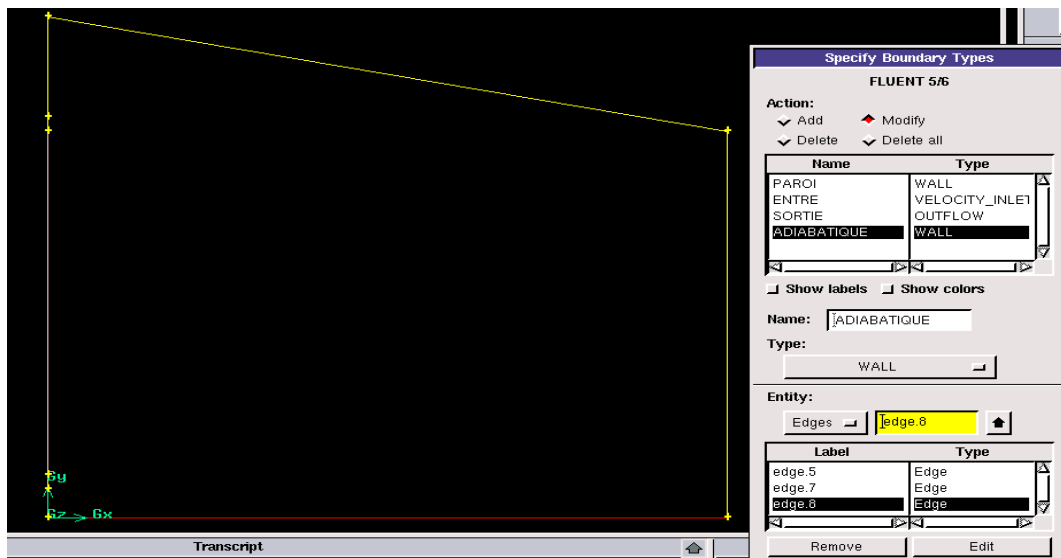 Specify Boundary Types
FLUENT 5/6
Action:
Add Modify
Delete Delete all
Name Type
PAROI WALL
ENTRE VELOCITY_INLET
SORTIE OUTFLOW
ADIABATIQUE WALL
Show labels Show colors
Name: ADIABATIQUE
Type:
WALL
Entity:
Edges edge.8
Label Type
edge.5 Edge
edge.7 Edge
edge.8 Edge
Remove Edit
Gy
Gz Gx
Transcript